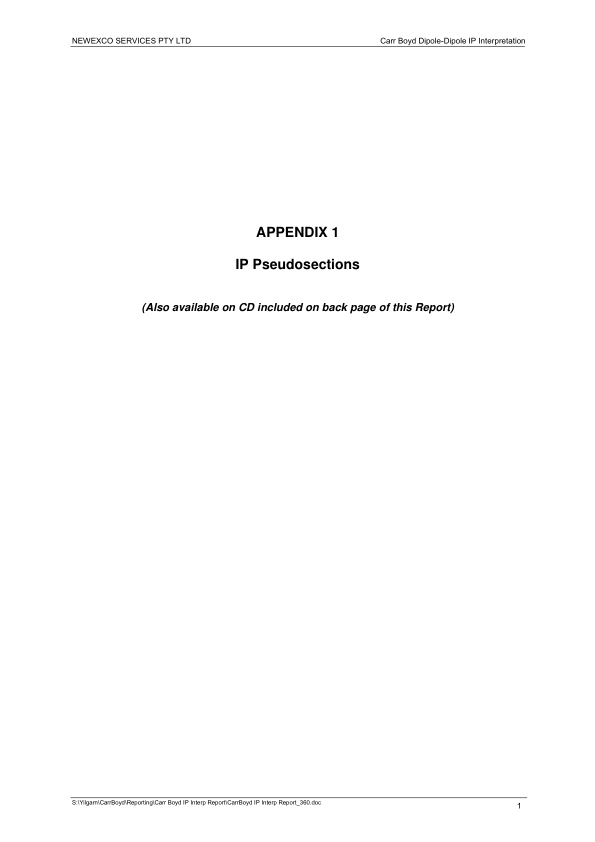 NEWEXCO SERVICES PTY LTD Carr Boyd Dipole-Dipole IP Interpretation
APPENDIX 1
IP Pseudosections
(Also available on CD included on back page of this Report)
S:\Yilgarn\CarrBoyd\Reporting\Carr Boyd IP Interp Report\CarrBoyd IP Interp Report_360.doc 1